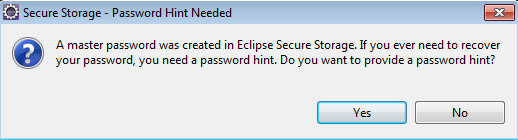 Secure Storage - Password Hint Needed
A master password was created in Eclipse Secure Storage. If you ever need to recover
your password, you need a password hint. Do you want to provide a password hint?
Yes No